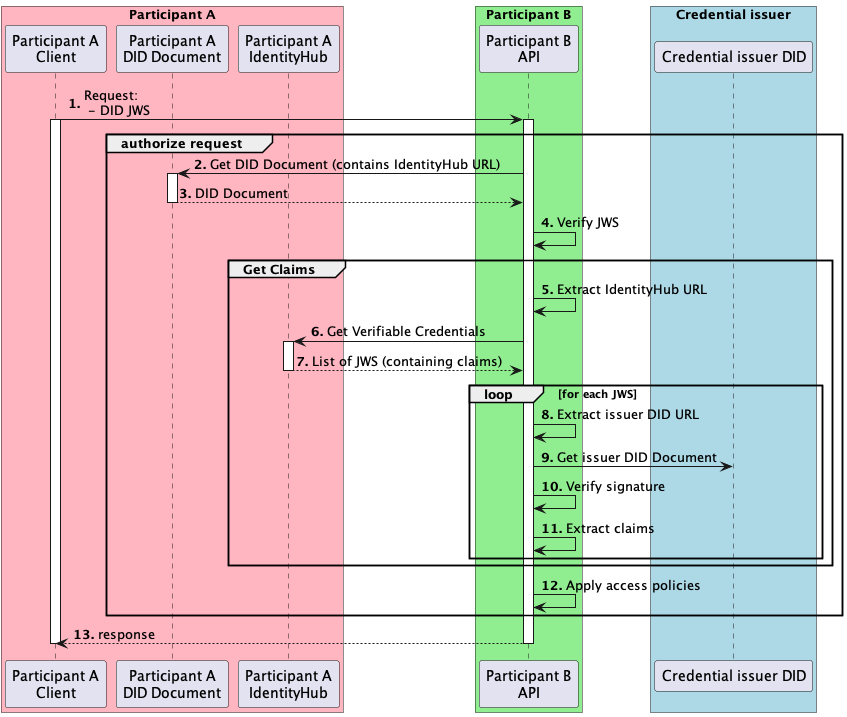 Participant A
Participant B
Credential issuer
Participant A
Client
Participant A
DID Document
Participant A
IdentityHub
Participant B
API
Credential issuer DID
1. Request:
- DID JWS
authorize request
2. Get DID Document (contains IdentityHub URL)
3. DID Document
4. Verify JWS
Get Claims
5. Extract IdentityHub URL
6. Get Verifiable Credentials
7. List of JWS (containing claims)
loop [for each JWS]
8. Extract issuer DID URL
9. Get issuer DID Document
10. Verify signature
11. Extract claims
12. Apply access policies
13. response
Participant A
Client
Participant A
DID Document
Participant A
IdentityHub
Participant B
API
Credential issuer DID